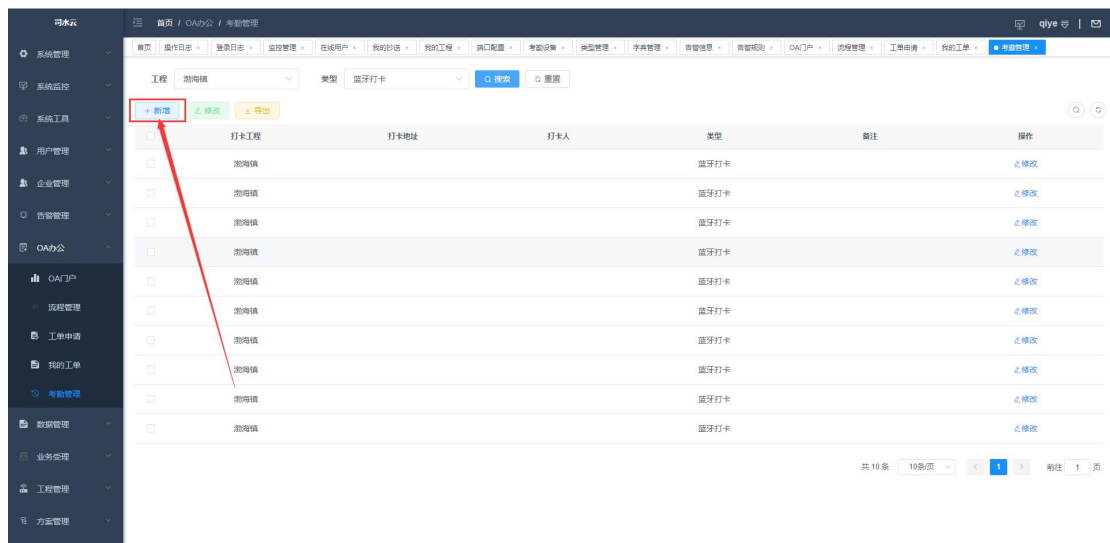 司水云
首页 / OA办公 / 考勤管理
qiye
首页 操作日志 × 登录日志 × 监控管理 × 在线用户 × 我的抄送 × 我的工程 × 端口配置 × 考勤设备 × 类型管理 × 字典管理 × 告警信息 × 告警规则 × OA门户 × 流程管理 × 工单申请 × 我的工单 × 考勤管理 ×
系统管理
系统监控
系统工具
用户管理
企业管理
告警管理
OA办公
OA门户
流程管理
工单申请
我的工单
考勤管理
数据管理
业务受理
工程管理
方案管理
工程 渤海镇 类型 蓝牙打卡 搜索 重置
+ 新增 修改 导出
打卡工程 打卡地址 打卡人 类型 备注 操作
渤海镇 蓝牙打卡 修改
渤海镇 蓝牙打卡 修改
渤海镇 蓝牙打卡 修改
渤海镇 蓝牙打卡 修改
渤海镇 蓝牙打卡 修改
渤海镇 蓝牙打卡 修改
渤海镇 蓝牙打卡 修改
渤海镇 蓝牙打卡 修改
渤海镇 蓝牙打卡 修改
渤海镇 蓝牙打卡 修改
共 10 条 10条/页 < 1 > 前往 1 页